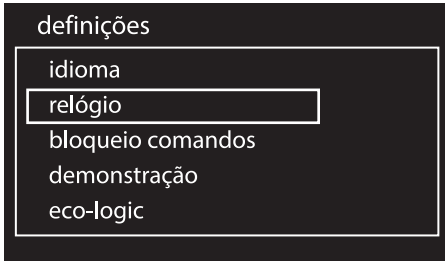 definições
idioma
relógio
bloqueio comandos
demonstração
eco-logic